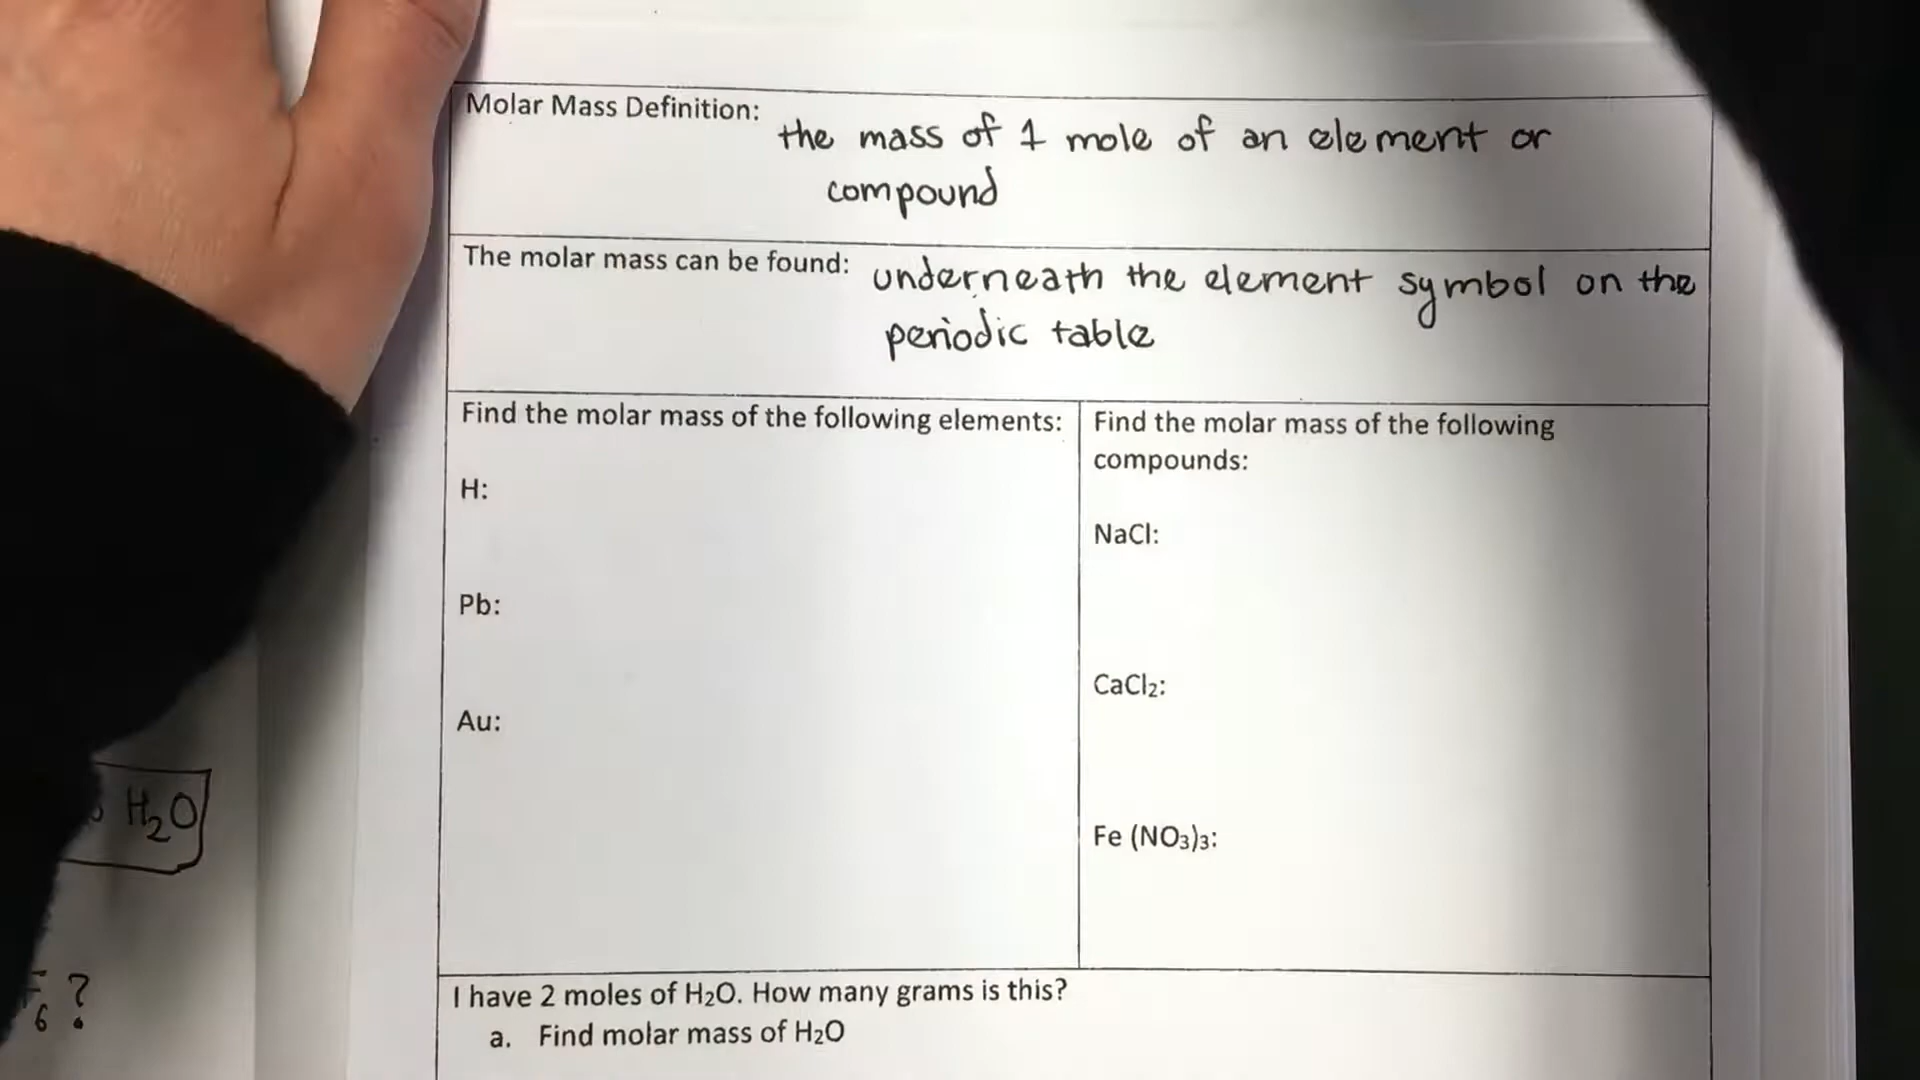 Molar Mass Definition: the mass of 1 mole of an element or
compound
The molar mass can be found: underneath the element symbol on the
periodic table
Find the molar mass of the following elements:
H:
Pb:
Au:
Find the molar mass of the following
compounds:
NaCl:
CaCl₂:
Fe (NO₃)₃:
I have 2 moles of H₂O. How many grams is this?
a. Find molar mass of H₂O
H₂O
6 ?